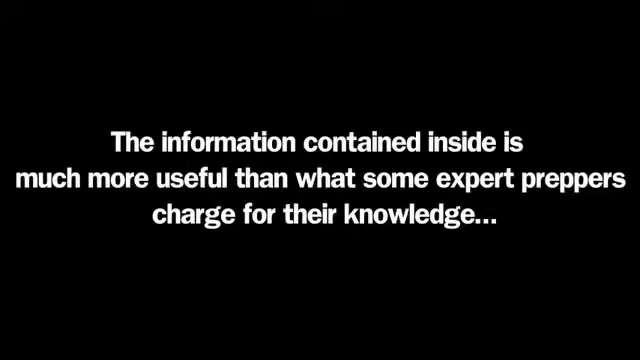 The information contained inside is
much more useful than what some expert preppers
charge for their knowledge...